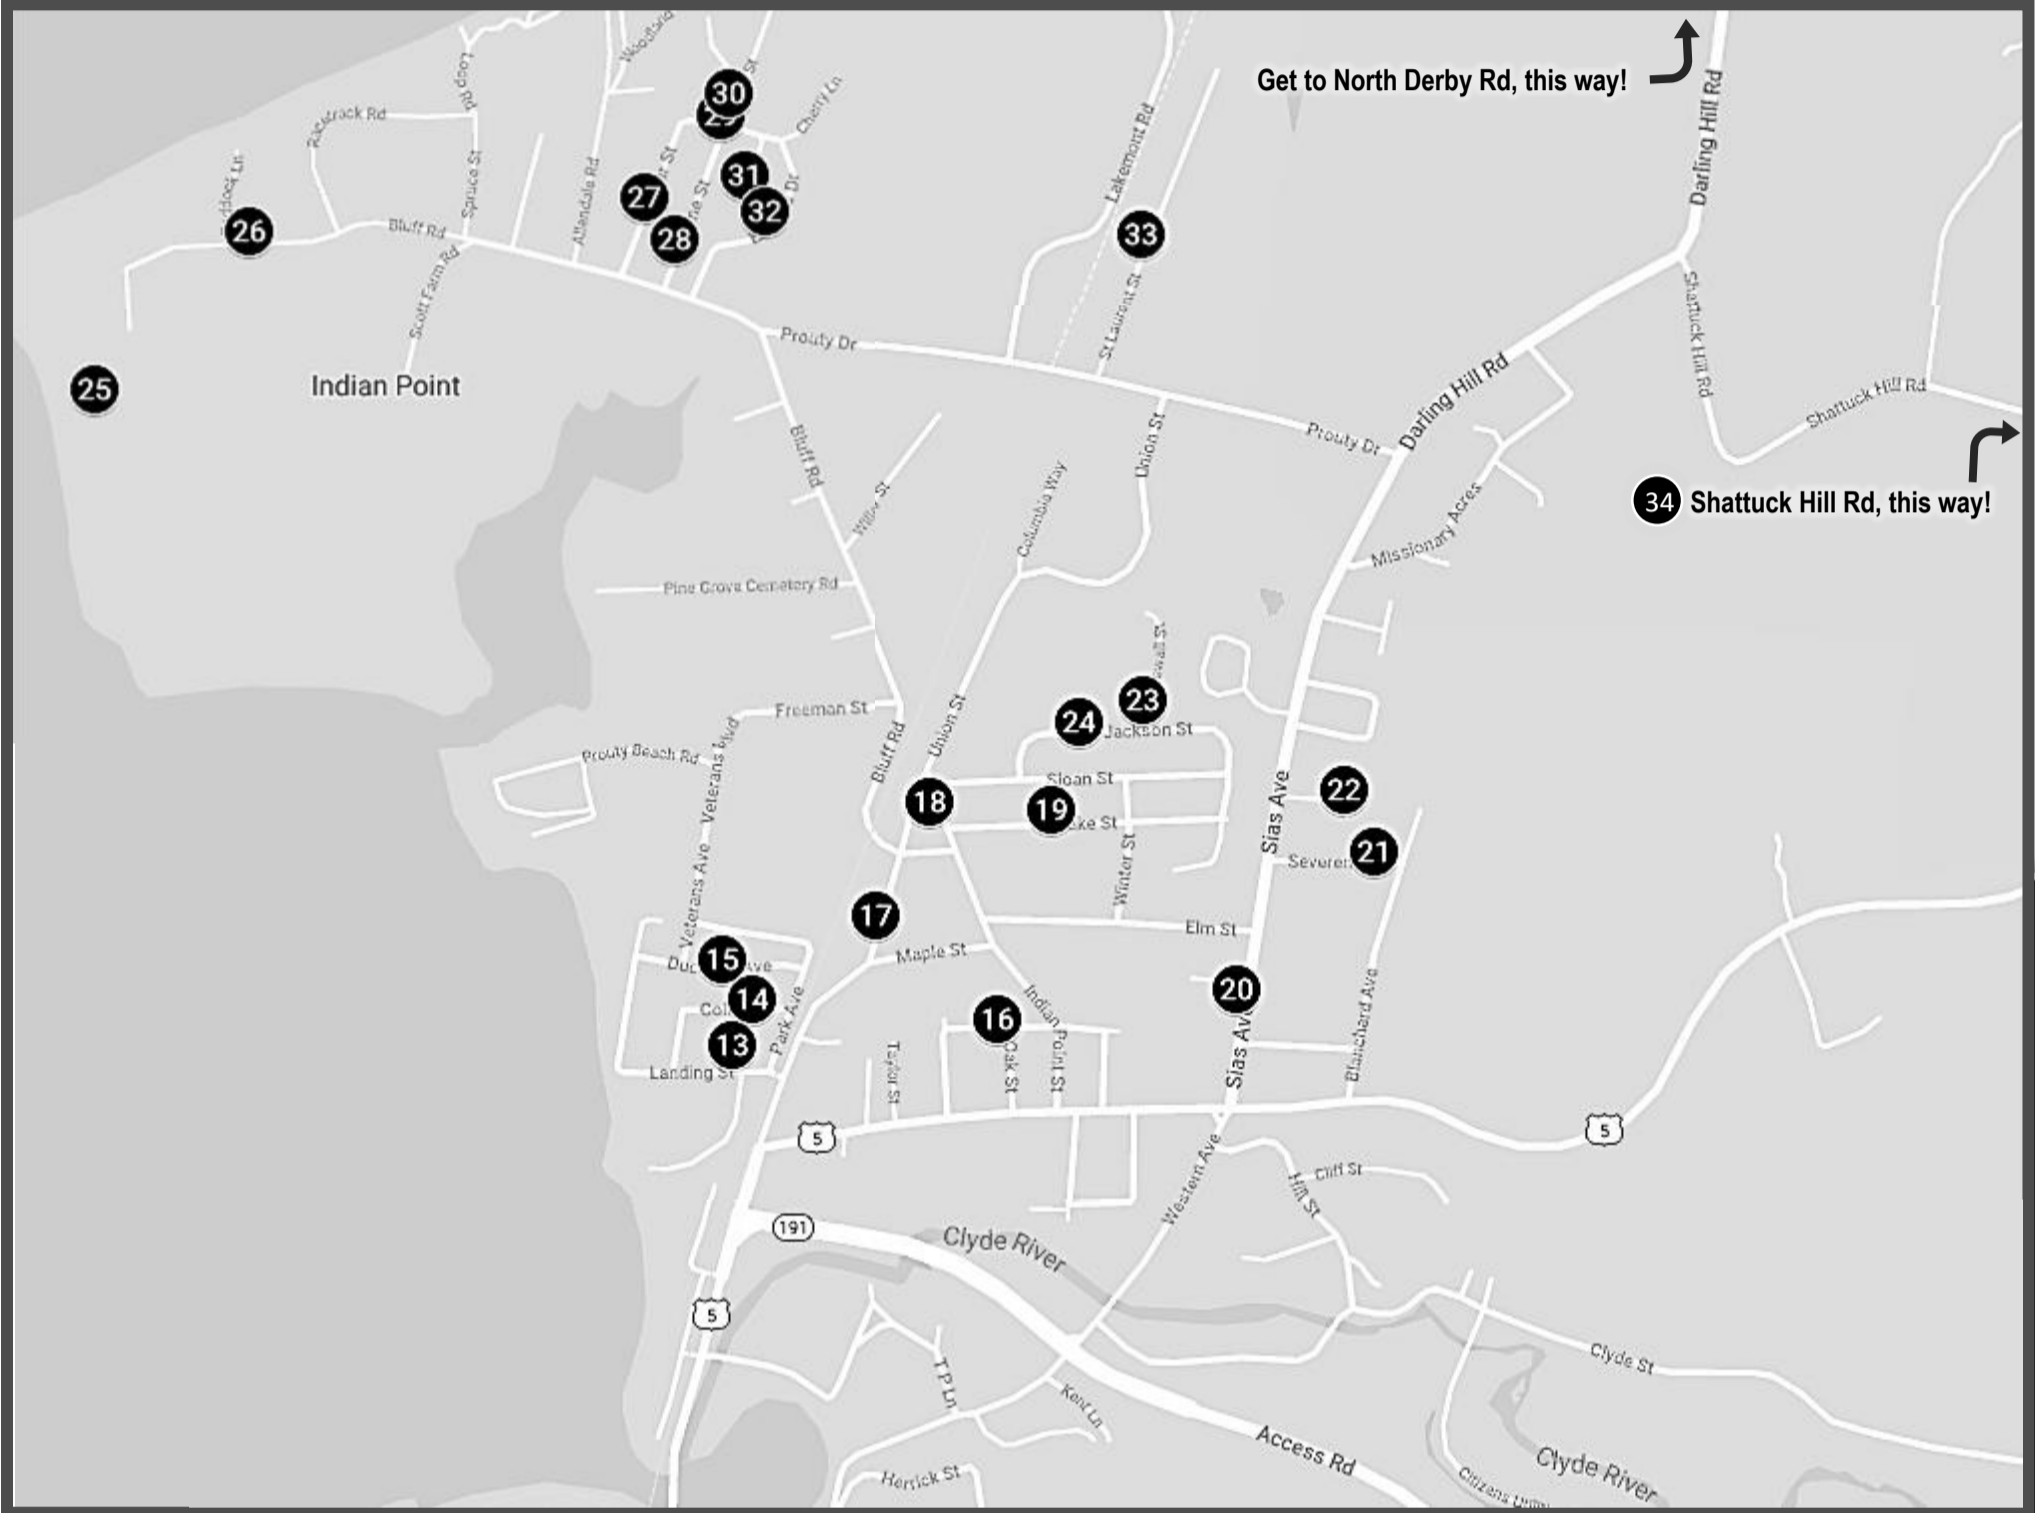 Get to North Derby Rd, this way!
Darling Hill Rd
Loop Rd
Woodland
St
Cherry Ln
30
Racetrack Rd
Spruce St
Allendale Rd
27
31
32
28
Dr
Lakemont Rd
33
26
Bluff Rd
Scott Farm Rd
St Laurent St
Shattuck Hill Rd
Prouty Dr
25
Indian Point
Darling Hill Rd
Shattuck Hill Rd
Bluff Rd
Union St
Prouty Dr
34 Shattuck Hill Rd, this way!
Columbia Way
Missionary Acres
Pine Grove Cemetery Rd
23
24
Jackson St
Freeman St
Veterans Blvd
Union St
Bluff Rd
Prouty Beach Rd
Sloan St
18
19
22
Sias Ave
Veterans Ave
Winter St
21
17
Elm St
Maple St
15
14
13
Park Ave
Landing St
16
Indian Point St
Oak St
Taylor St
20
Sias Ave
Blanchard Ave
5
5
Western Ave
Cliff St
Hill St
191
Clyde River
5
T P Ln
Kent Ln
Clyde St
Access Rd
Herrick St
Clyde River
Citizens